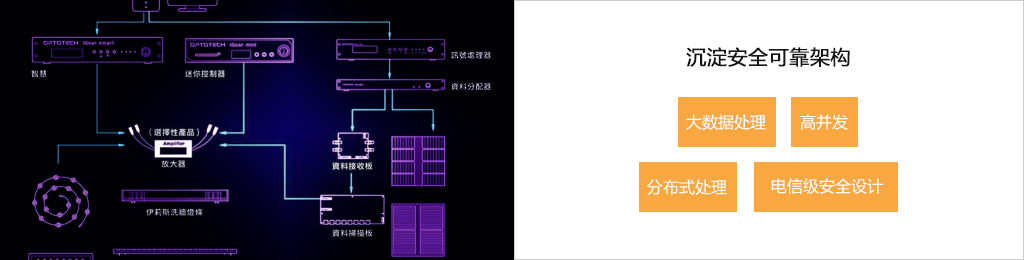 OPTOTECH iGear smart
OPTOTECH iGear mini
智慧
迷你控制器
訊號處理器
資料分配器
（選擇性產品）
Amplifier
放大器
資料接收板
伊莉斯洗牆燈條
資料掃描板
沉淀安全可靠架构
大数据处理
高并发
分布式处理
电信级安全设计